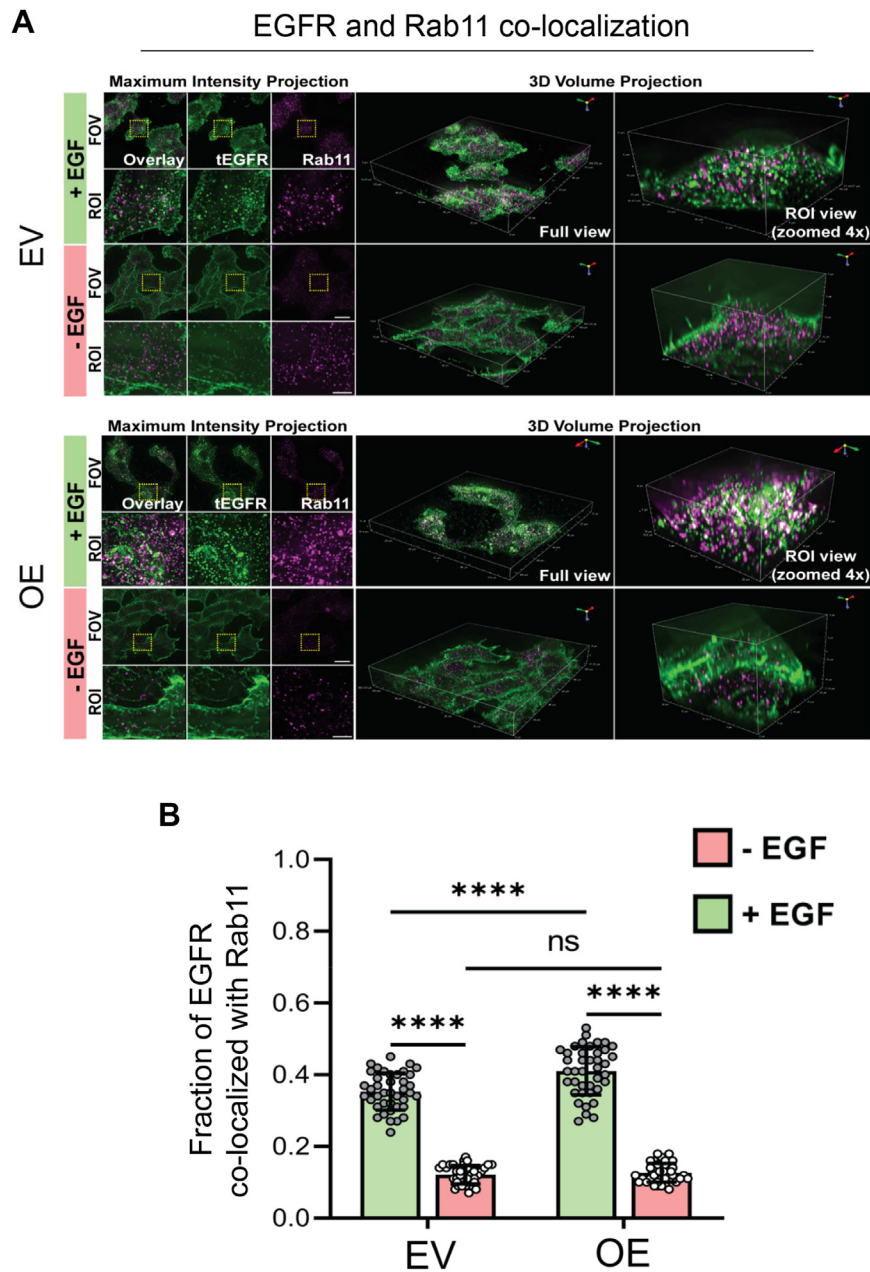 A
EGFR and Rab11 co-localization
Maximum Intensity Projection
3D Volume Projection
EV
+ EGF
FOV
Overlay
tEGFR
Rab11
ROI
Full view
ROI view
(zoomed 4x)
- EGF
FOV
ROI
Maximum Intensity Projection
3D Volume Projection
OE
+ EGF
FOV
Overlay
tEGFR
Rab11
ROI
Full view
ROI view
(zoomed 4x)
- EGF
FOV
ROI
B
- EGF
+ EGF
Fraction of EGFR
co-localized with Rab11
1.0
0.8
0.6
0.4
0.2
0.0
****
ns
****
****
EV
OE